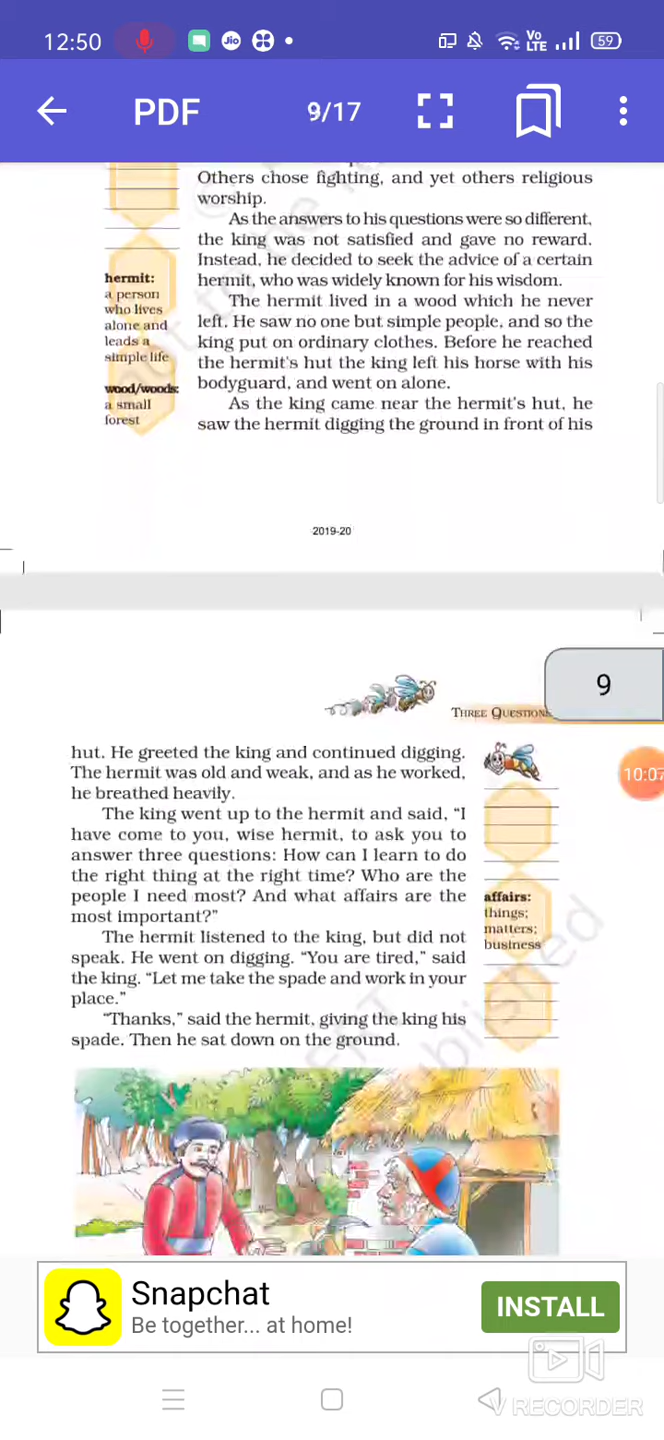 12:50
Jio
Vo
LTE
59
PDF
9/17
Others chose fighting, and yet others religious
worship.
As the answers to his questions were so different,
the king was not satisfied and gave no reward.
Instead, he decided to seek the advice of a certain
hermit, who was widely known for his wisdom.
The hermit lived in a wood which he never
left. He saw no one but simple people, and so the
king put on ordinary clothes. Before he reached
the hermit's hut the king left his horse with his
bodyguard, and went on alone.
As the king came near the hermit's hut, he
saw the hermit digging the ground in front of his
hermit:
a person
who lives
alone and
leads a
simple life
wood/woods:
a small
forest
2019-20
9
THREE QUESTION
hut. He greeted the king and continued digging.
The hermit was old and weak, and as he worked,
he breathed heavily.
The king went up to the hermit and said, “I
have come to you, wise hermit, to ask you to
answer three questions: How can I learn to do
the right thing at the right time? Who are the
people I need most? And what affairs are the
most important?”
The hermit listened to the king, but did not
speak. He went on digging. “You are tired,” said
the king. “Let me take the spade and work in your
place.”
“Thanks,” said the hermit, giving the king his
spade. Then he sat down on the ground.
affairs:
things;
matters;
business
10:07
Snapchat
Be together... at home!
INSTALL
V RECORDER